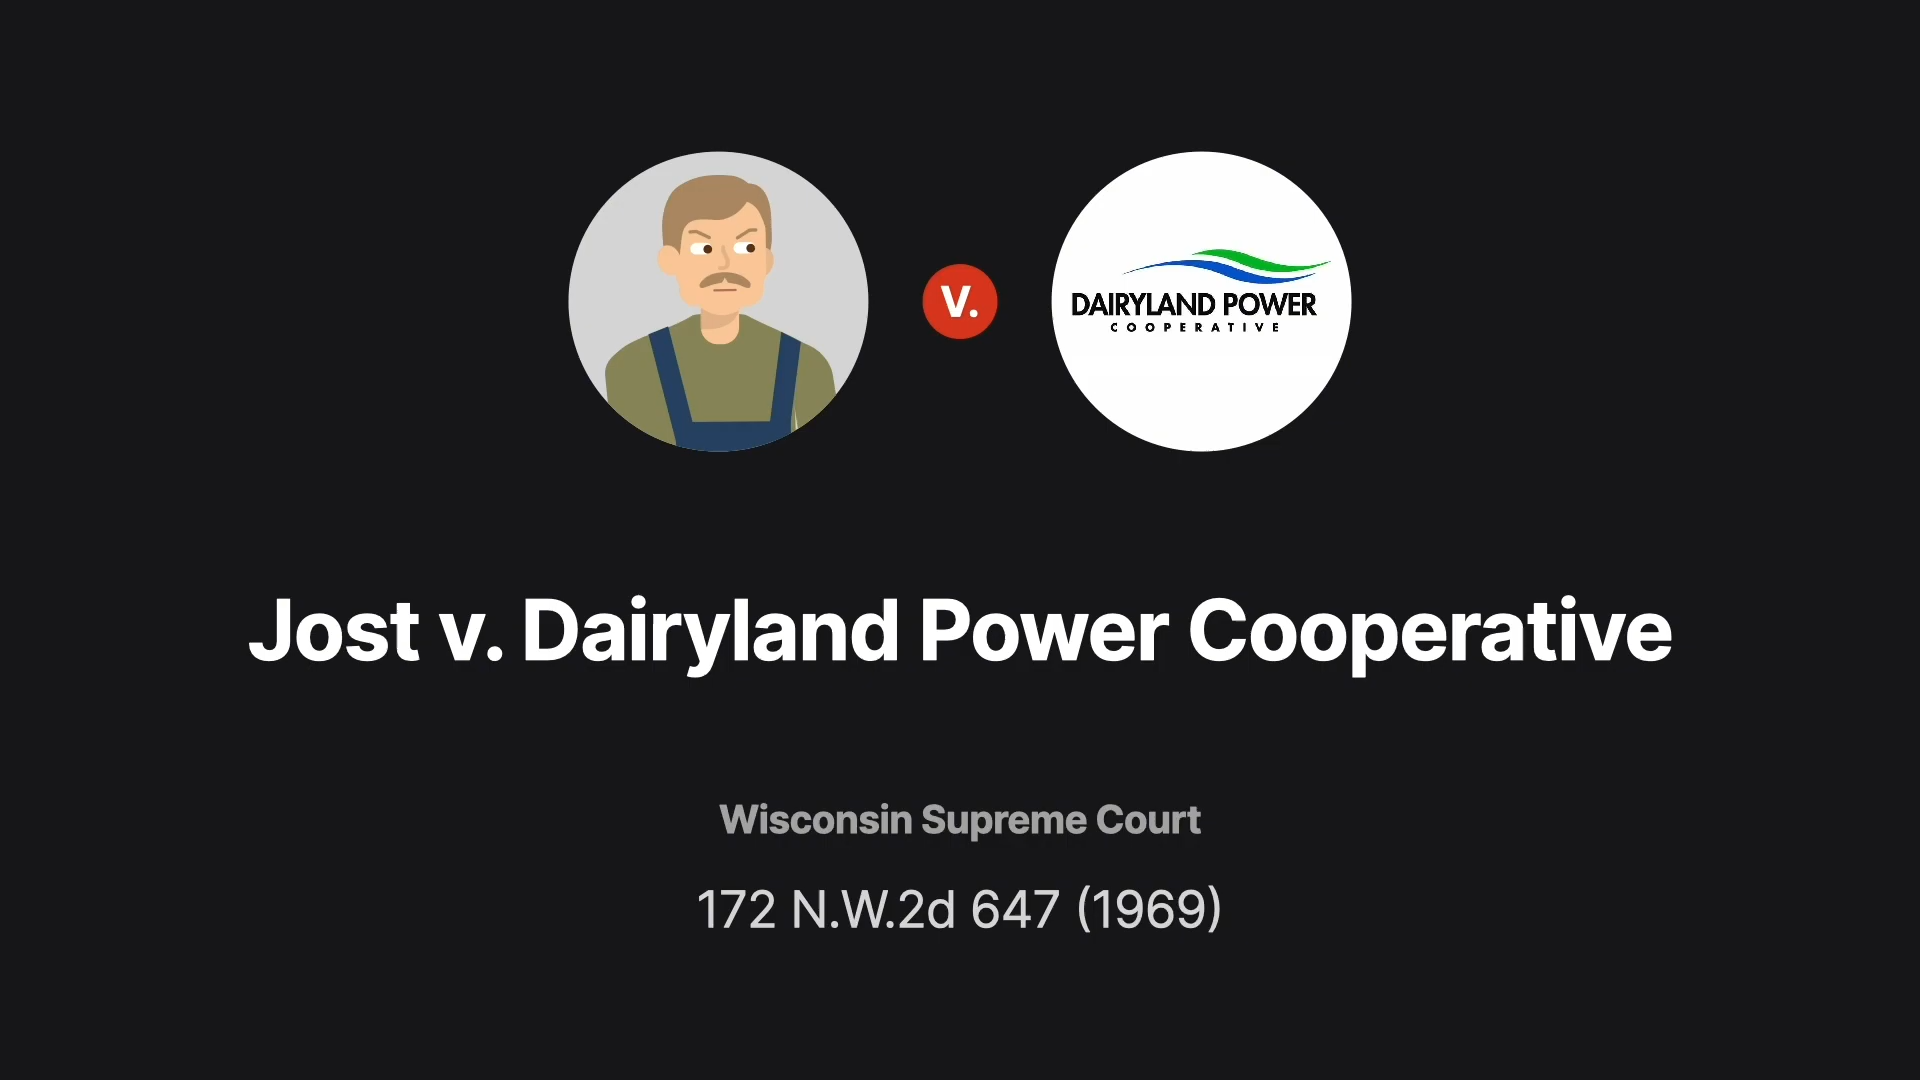 V.
DAIRYLAND POWER
COOPERATIVE
Jost v. Dairyland Power Cooperative
Wisconsin Supreme Court
172 N.W.2d 647 (1969)